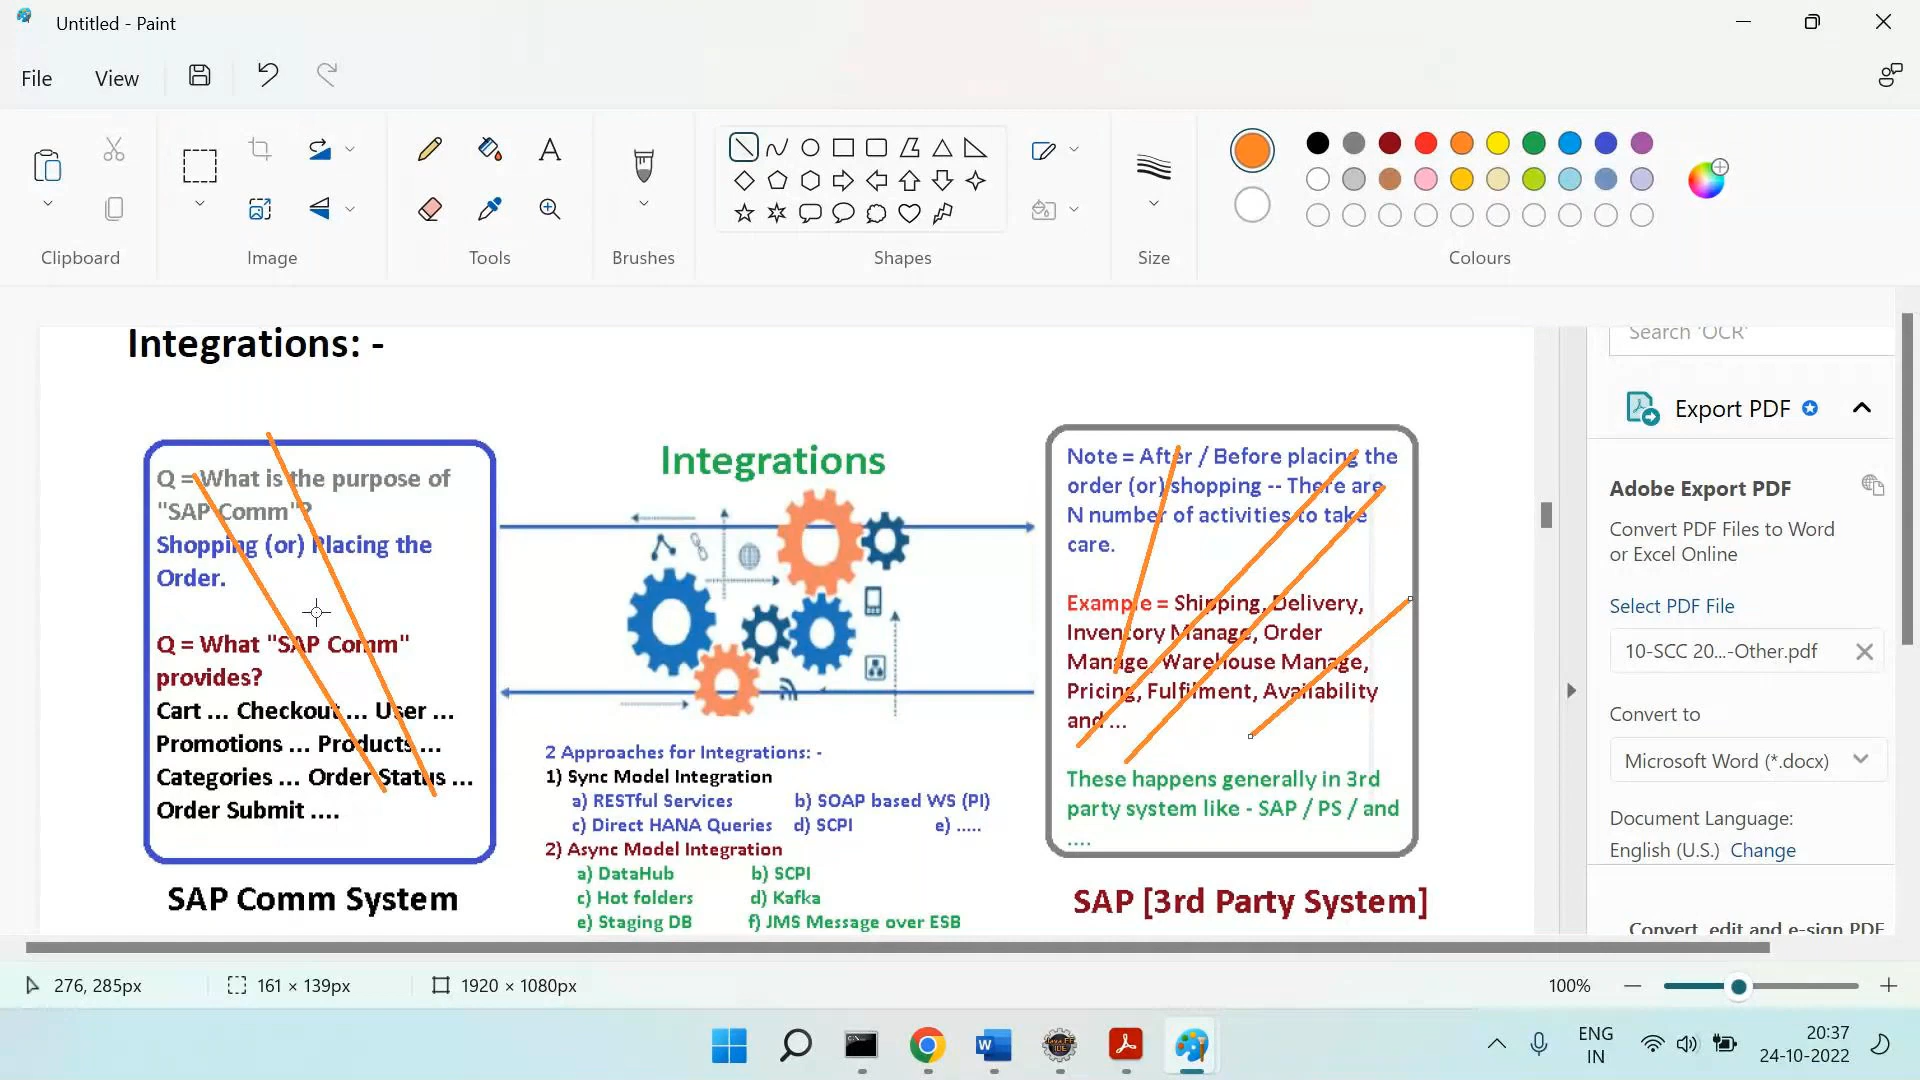 Untitled - Paint
File
View
Clipboard
Image
Tools
Brushes
Shapes
Size
Colours
Integrations: -
Q = What is the purpose of
"SAP Comm"?
Shopping (or) Placing the
Order.
Q = What "SAP Comm"
provides?
Cart ... Checkout ... User ...
Promotions ... Products ...
Categories ... Order Status ...
Order Submit ....
SAP Comm System
Integrations
2 Approaches for Integrations: -
1) Sync Model Integration
a) RESTful Services b) SOAP based WS (PI)
c) Direct HANA Queries d) SCPI e) .....
2) Async Model Integration
a) DataHub b) SCPI
c) Hot folders d) Kafka
e) Staging DB f) JMS Message over ESB
Note = After / Before placing the
order (or) shopping -- There are
N number of activities to take
care.
Example = Shipping, Delivery,
Inventory Manage, Order
Manage, Warehouse Manage,
Pricing, Fulfilment, Availability
and ...
These happens generally in 3rd
party system like - SAP / PS / and
....
SAP [3rd Party System]
Search 'OCR'
Export PDF
Adobe Export PDF
Convert PDF Files to Word
or Excel Online
Select PDF File
10-SCC 20...-Other.pdf
Convert to
Microsoft Word (*.docx)
Document Language:
English (U.S.) Change
Convert, edit and e-sign PDF
276, 285px
161 × 139px
1920 × 1080px
100%
ENG
IN
20:37
24-10-2022